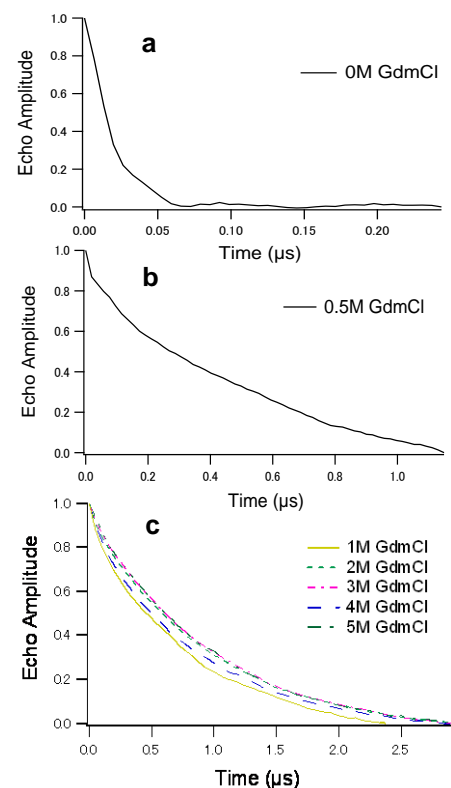 a
0M GdmCl
Echo Amplitude
1.0
0.8
0.6
0.4
0.2
0.0
0.00 0.05 0.10 0.15 0.20
Time (µs)
b
0.5M GdmCl
Echo Amplitude
1.0
0.8
0.6
0.4
0.2
0.0
0.0 0.2 0.4 0.6 0.8 1.0
Time (µs)
c
1M GdmCl
2M GdmCl
3M GdmCl
4M GdmCl
5M GdmCl
Echo Amplitude
1.0
0.8
0.6
0.4
0.2
0.0
0.0 0.5 1.0 1.5 2.0 2.5
Time (µs)